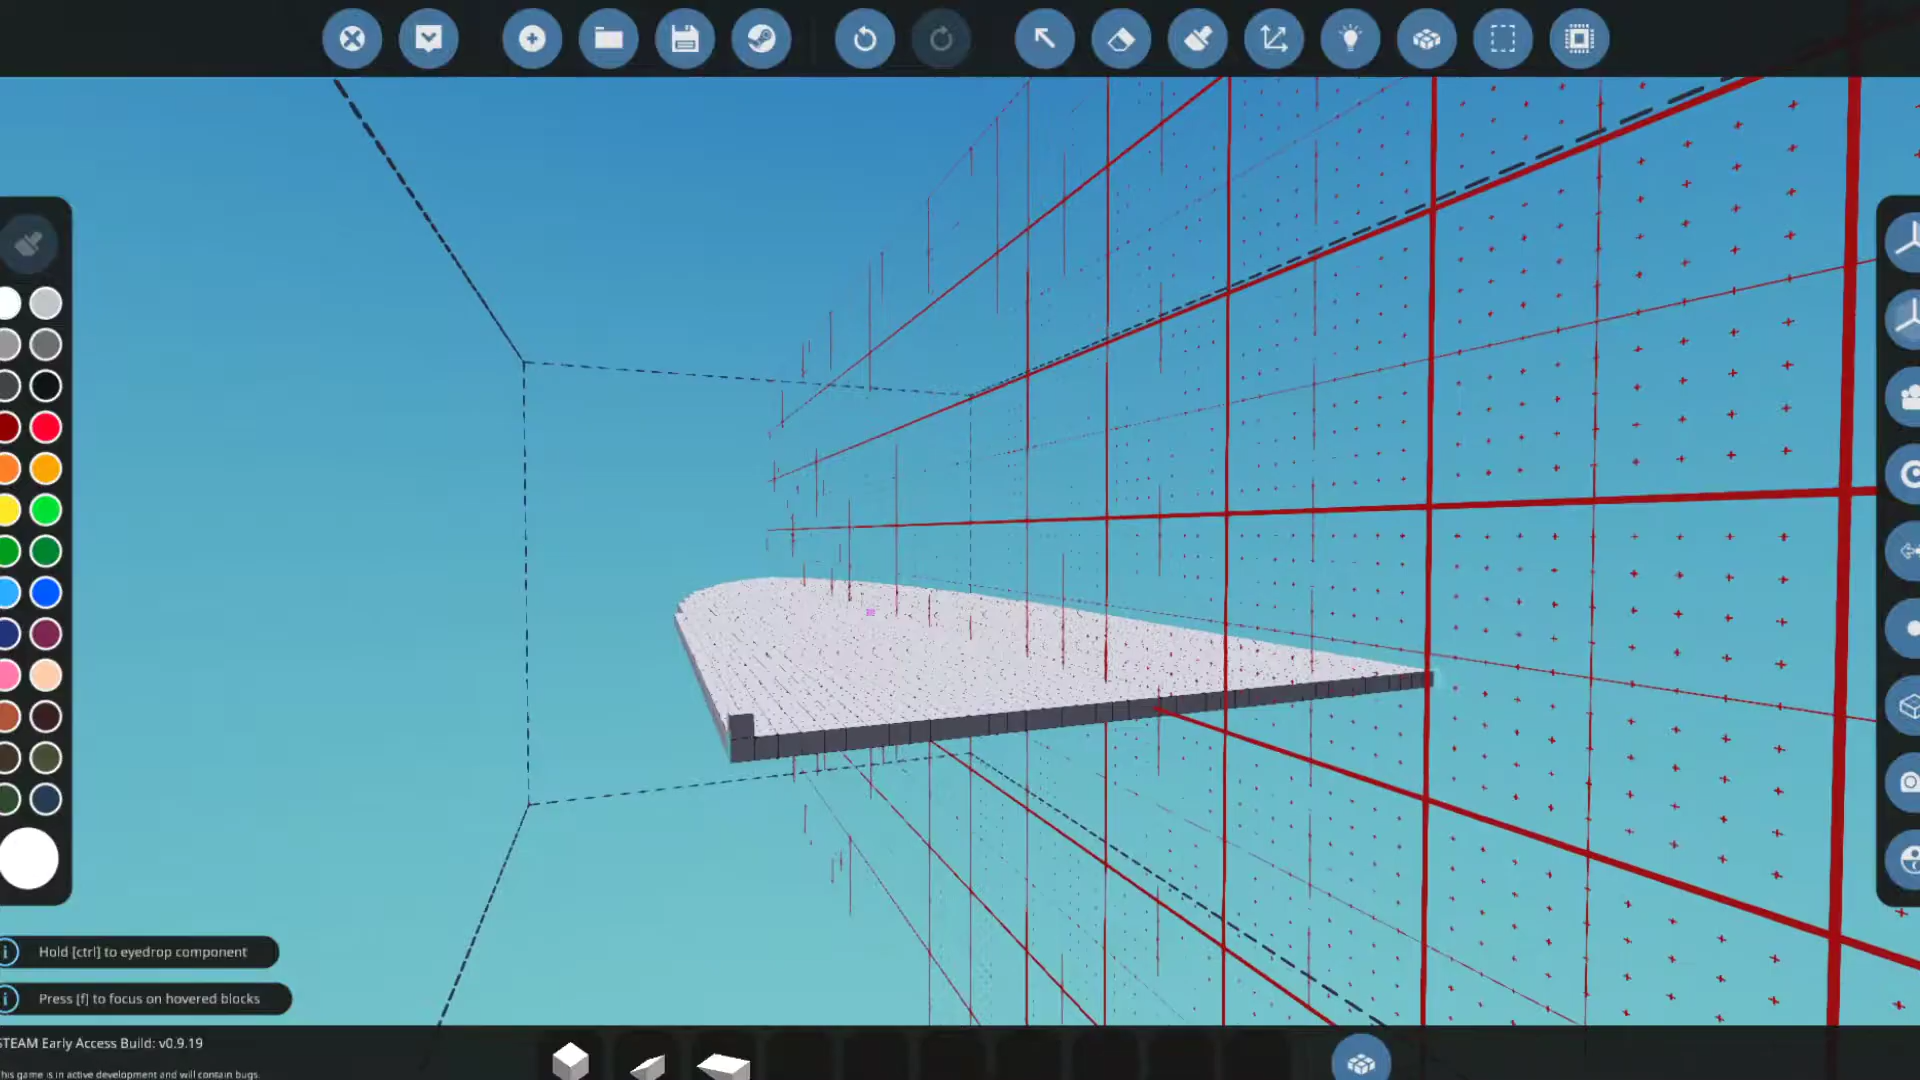 Hold [ctrl] to eyedrop component
Press [f] to focus on hovered blocks
STEAM Early Access Build: v0.9.19
This game is in active development and will contain bugs.